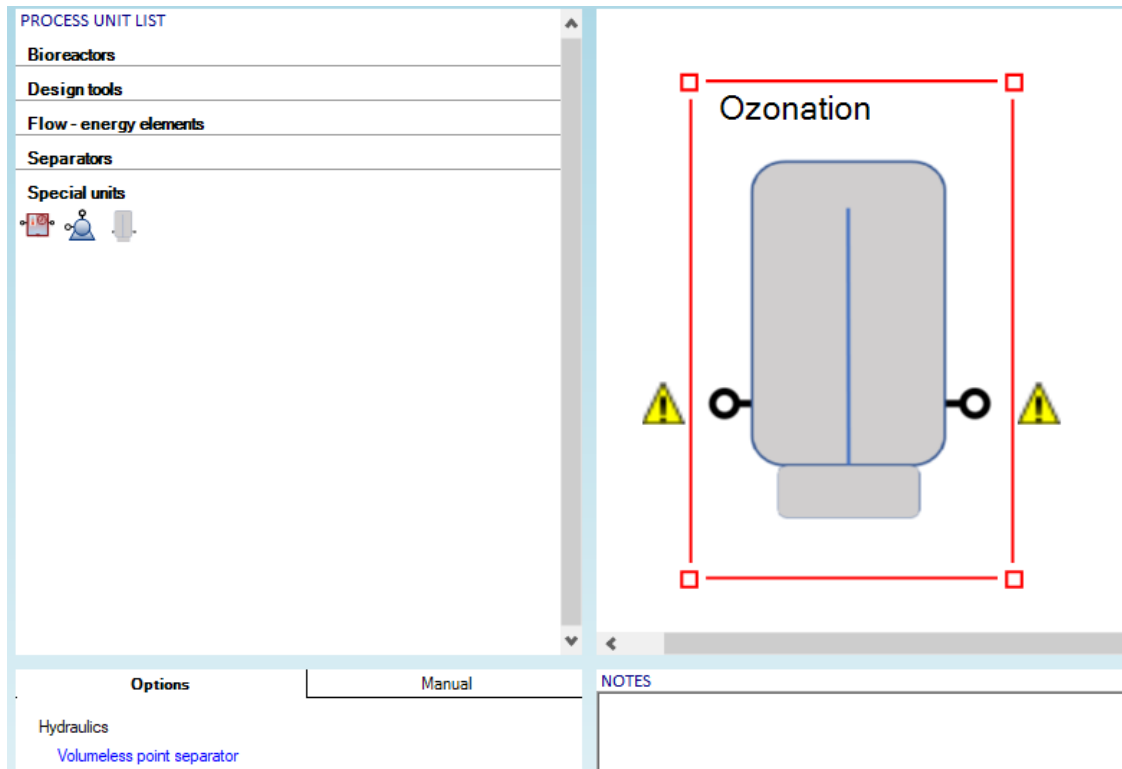 PROCESS UNIT LIST
Bioreactors
Design tools
Flow - energy elements
Separators
Special units
Ozonation
Options
Manual
Hydraulics
Volumeless point separator
NOTES